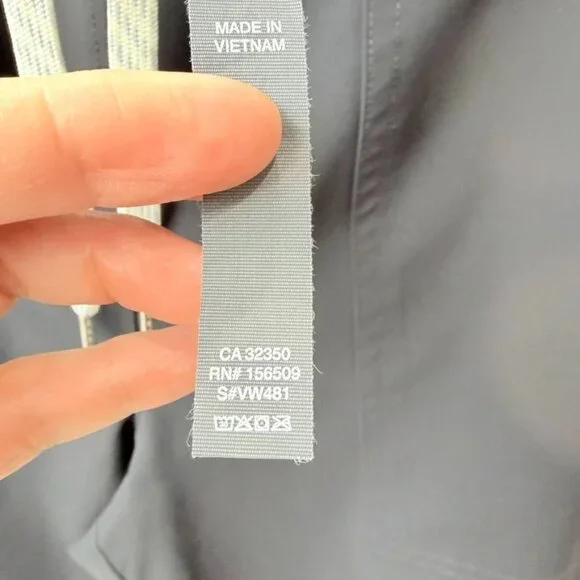 MADE IN
VIETNAM
CA 32350
RN# 156509
S#VW481